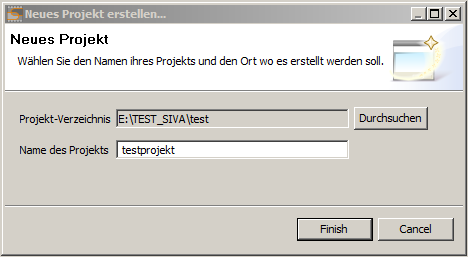 Neues Projekt erstellen...
Neues Projekt
Wählen Sie den Namen ihres Projekts und den Ort wo es erstellt werden soll.
Projekt-Verzeichnis E:\TEST_SIVA\test Durchsuchen
Name des Projekts testprojekt
Finish Cancel